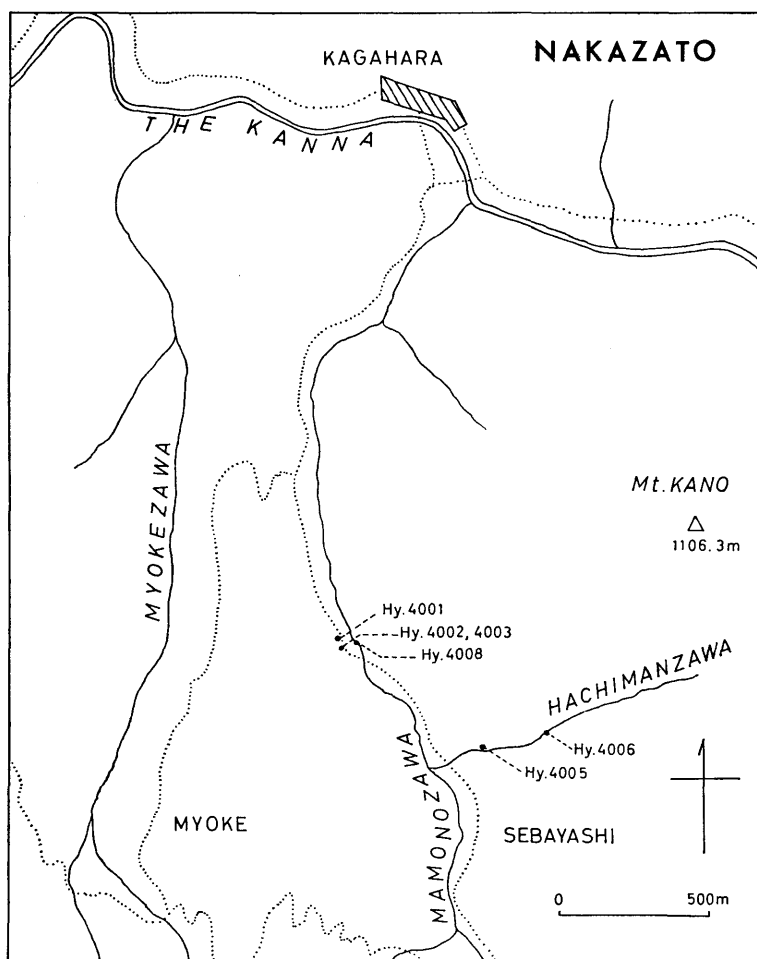 NAKAZATO
KAGAHARA
THE KANNA
MYOKEZAWA
Mt.KANO
1106.3m
Hy.4001
Hy.4002, 4003
Hy.4008
HACHIMANZAWA
Hy.4006
Hy.4005
MAMONOZAWA
MYOKE
SEBAYASHI
0 500m